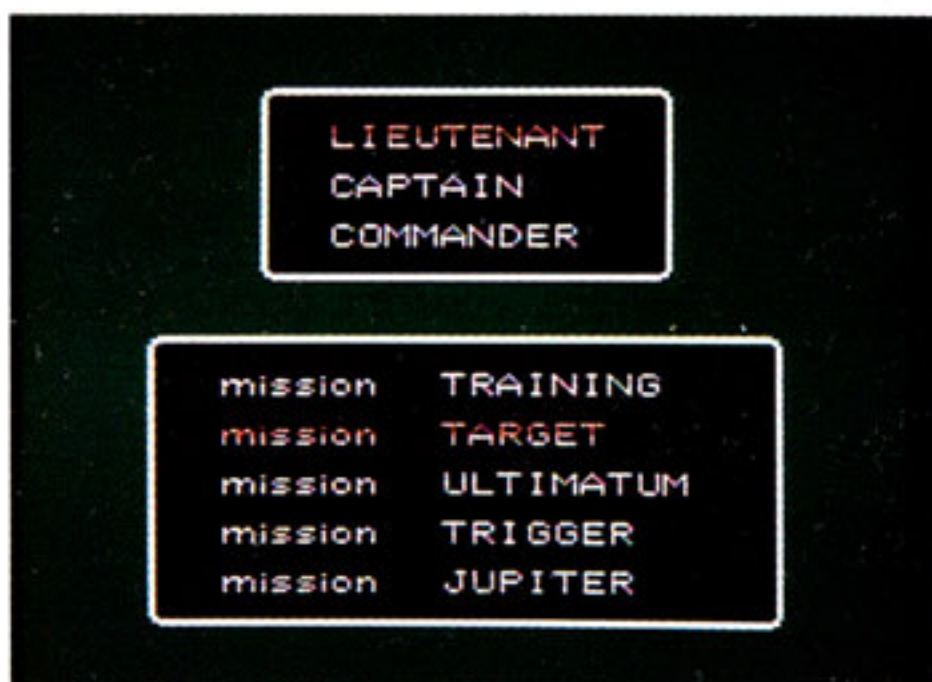 LIEUTENANT
CAPTAIN
COMMANDER
mission TRAINING
mission TARGET
mission ULTIMATUM
mission TRIGGER
mission JUPITER